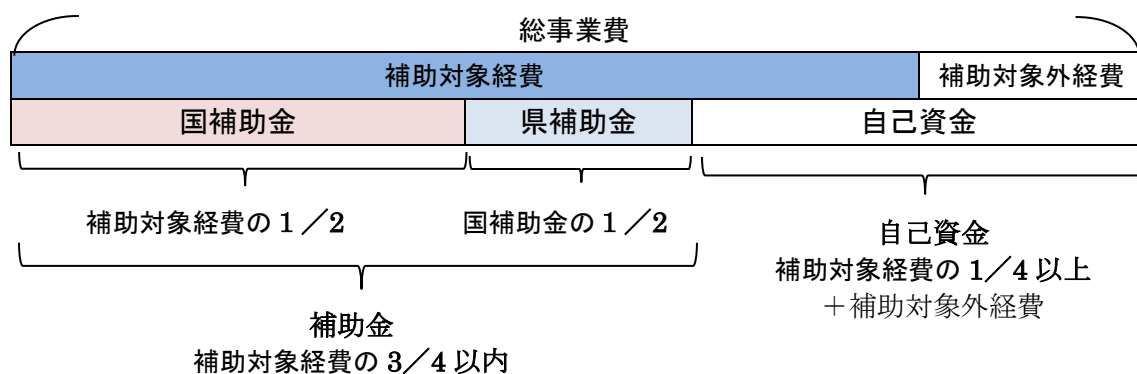 総事業費
補助対象経費 補助対象外経費
国補助金 県補助金 自己資金
補助対象経費の１／２ 国補助金の１／２
自己資金
補助対象経費の 1／4 以上
＋補助対象外経費
補助金
補助対象経費の 3／4 以内